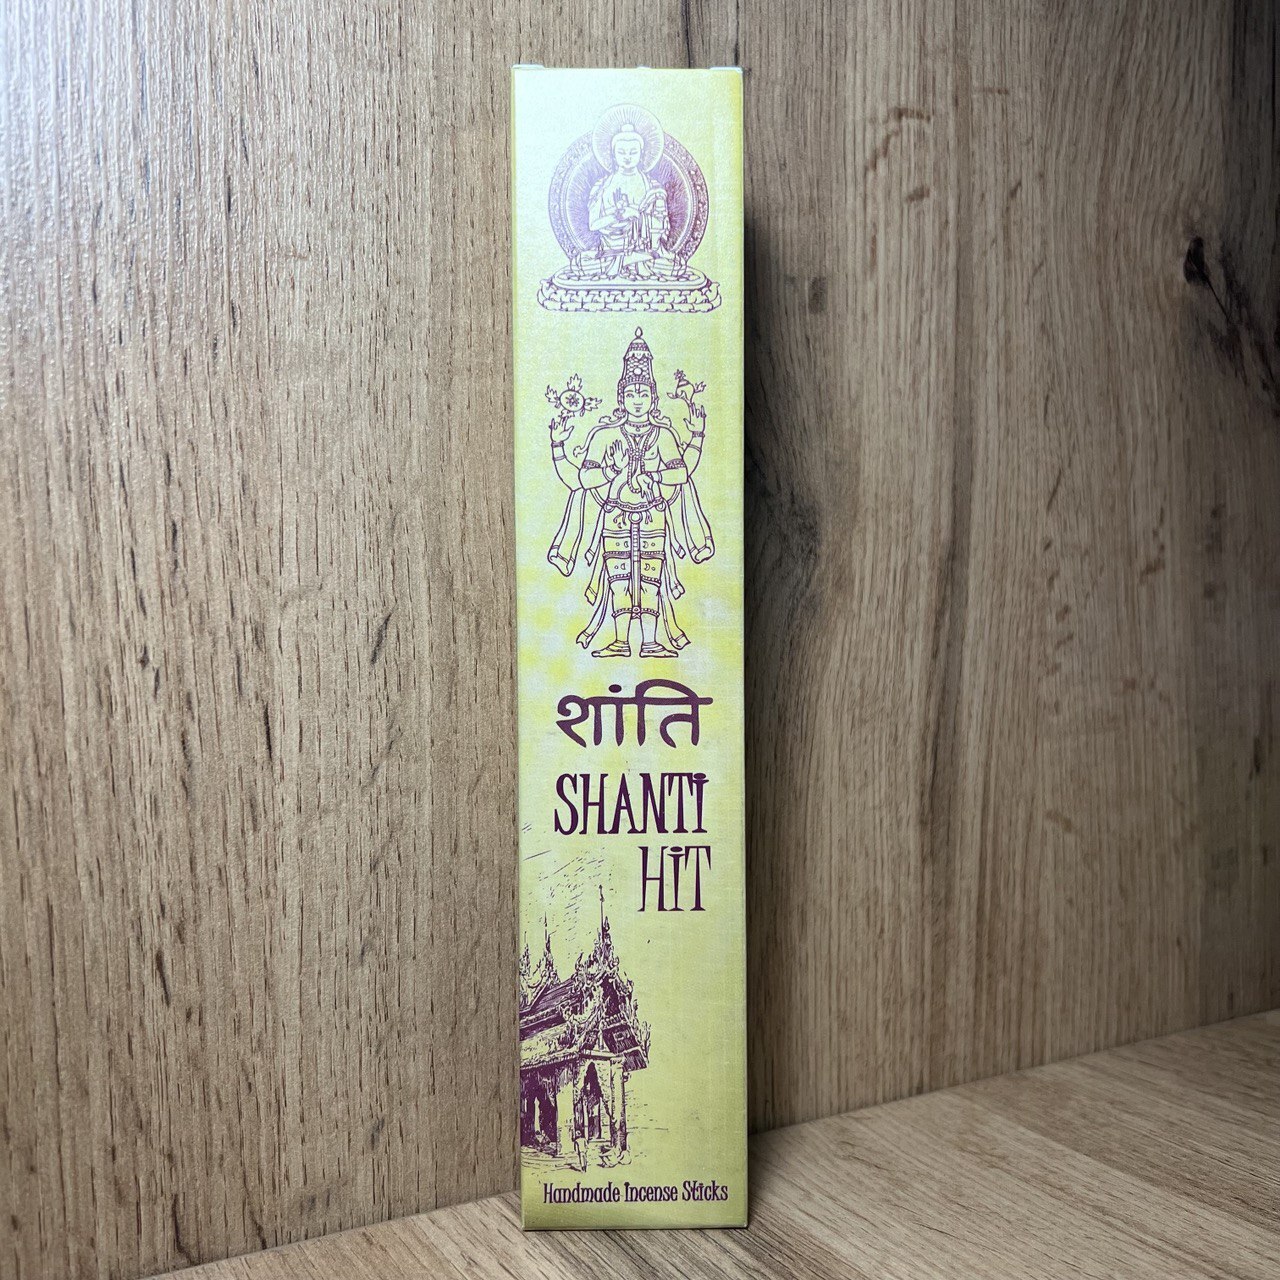 शांति
SHANTI
HIT
Handmade Incense Sticks